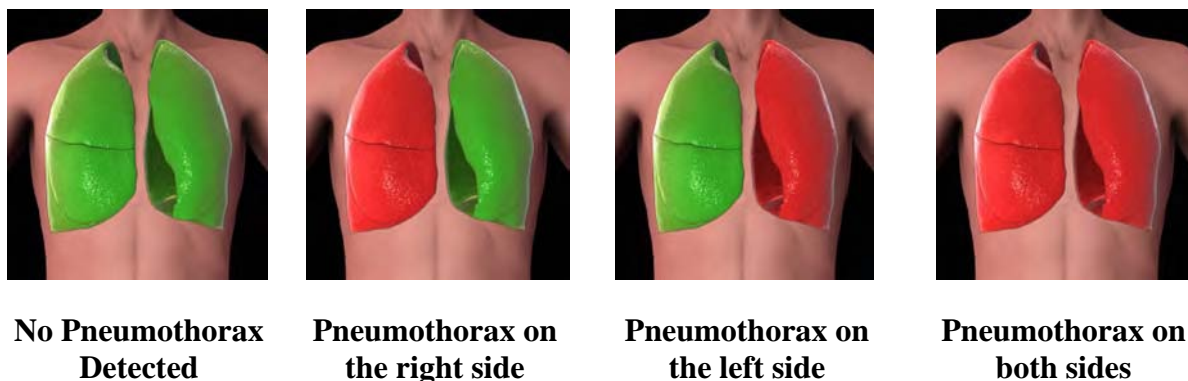 No Pneumothorax
Detected
Pneumothorax on
the right side
Pneumothorax on
the left side
Pneumothorax on
both sides